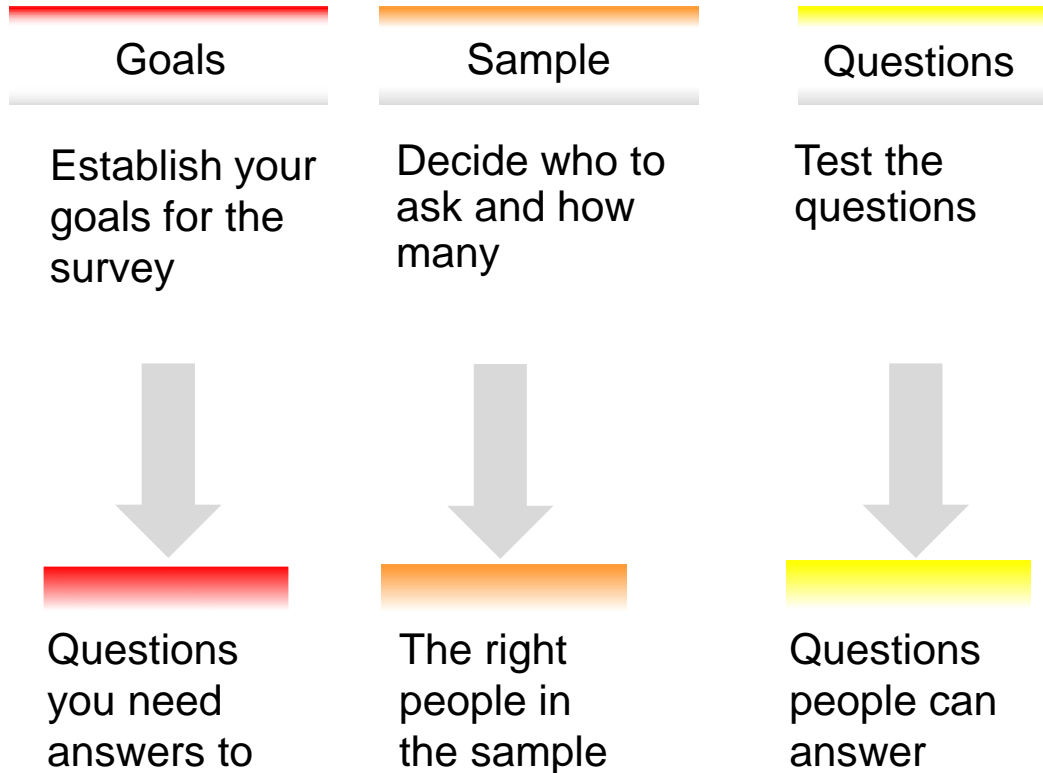 Goals
Establish your
goals for the
survey
Questions
you need
answers to
Sample
Decide who to
ask and how
many
The right
people in
the sample
Questions
Test the
questions
Questions
people can
answer